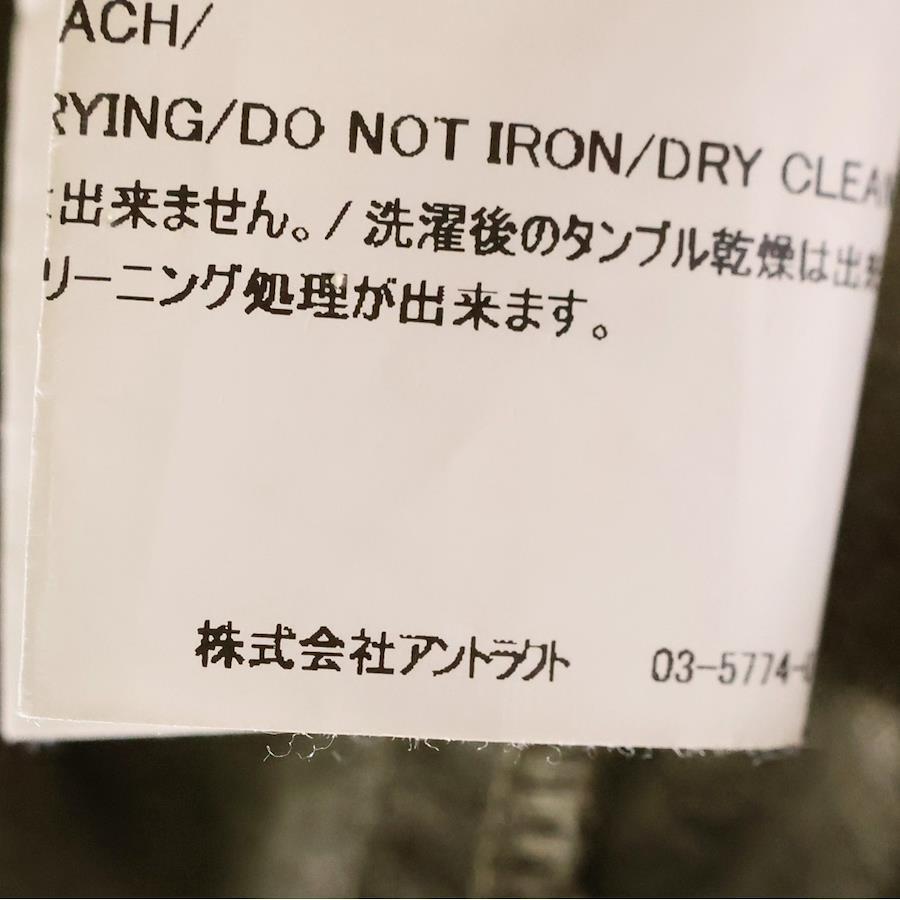 ACH/
RYING/DO NOT IRON/DRY CLEA
出来ません。/洗濯後のタンブル乾燥は出
リーニング処理が出来ます。
株式会社アントラクト 03-5774-